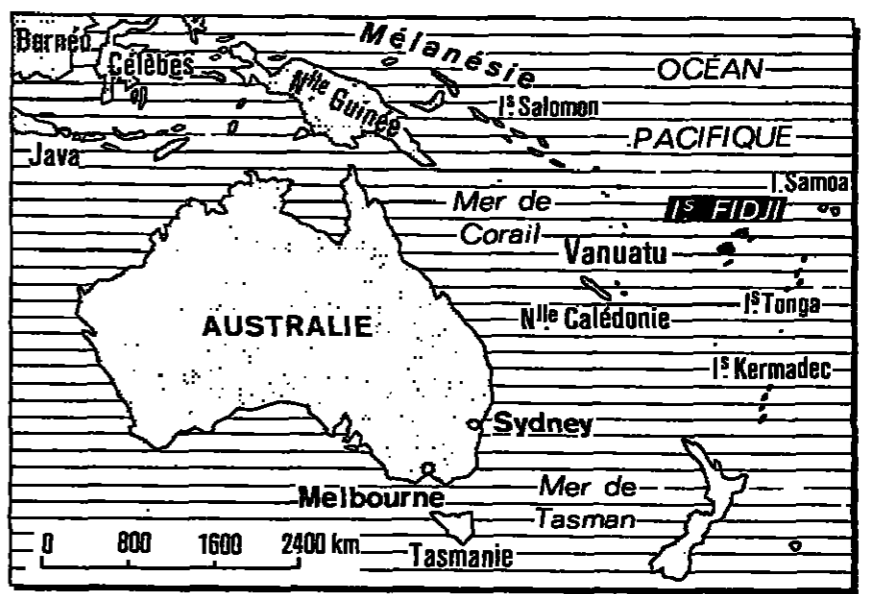 Bornéo
Célèbes
Mélanésie
OCÉAN
PACIFIQUE
Nlle Guinée
Is. Salomon
Java
I. Samoa
Is FIDJI
Mer de
Corail
Vanuatu
Nlle Calédonie
Is. Tonga
AUSTRALIE
Is. Kermadec
Sydney
Melbourne
Mer de
Tasman
Tasmanie
0 800 1600 2400 km